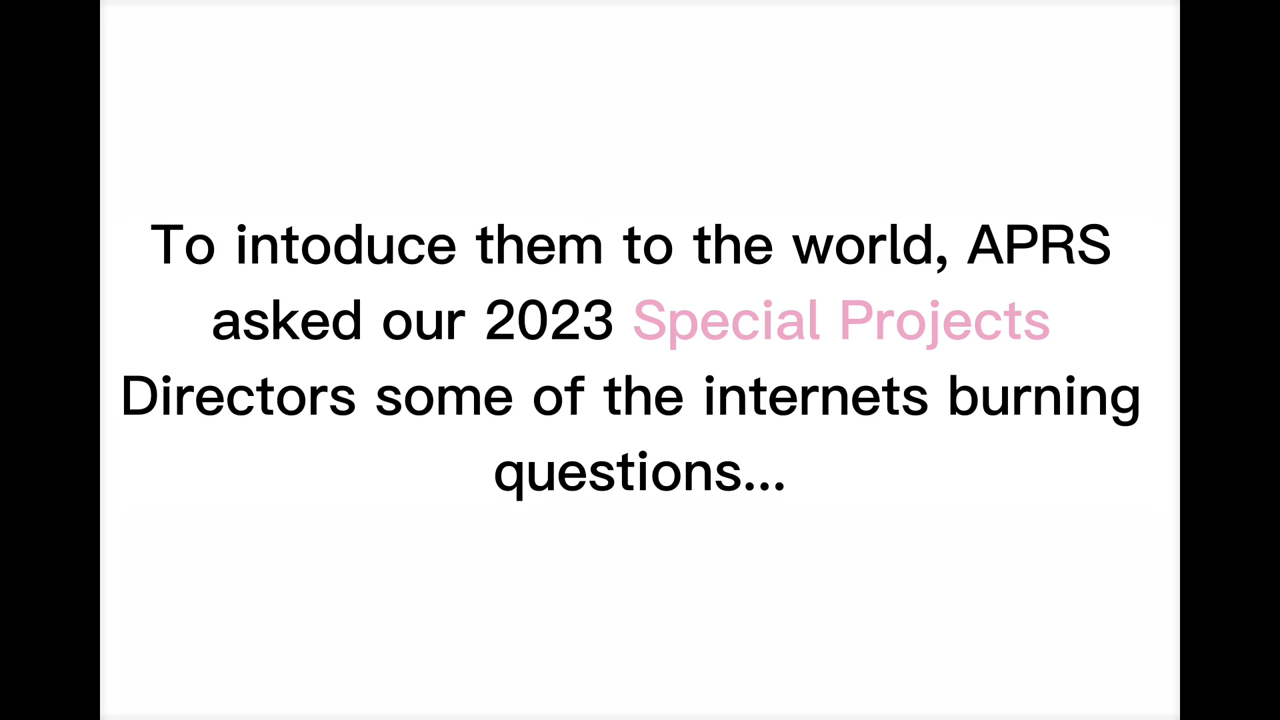 To intoduce them to the world, APRS
asked our 2023 Special Projects
Directors some of the internets burning
questions...